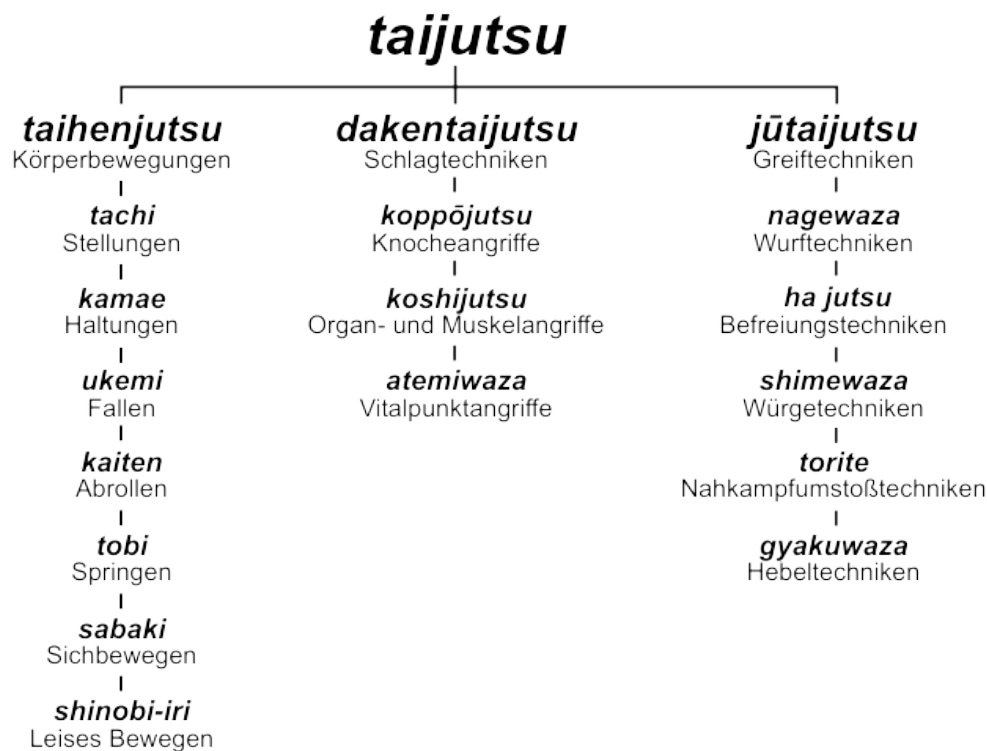 taijutsu
taihenjutsu
Körperbewegungen
tachi
Stellungen
kamae
Haltungen
ukemi
Fallen
kaiten
Abrollen
tobi
Springen
sabaki
Sichbewegen
shinobi-iri
Leises Bewegen
dakentaijutsu
Schlagtechniken
koppōjutsu
Knocheangriffe
koshijutsu
Organ- und Muskelangriffe
atemiwaza
Vitalpunktangriffe
jūtaijutsu
Greiftechniken
nagewaza
Wurftechniken
ha jutsu
Befreiungstechniken
shimewaza
Würgetechniken
torite
Nahkampfumstoßtechniken
gyakuwaza
Hebeltechniken